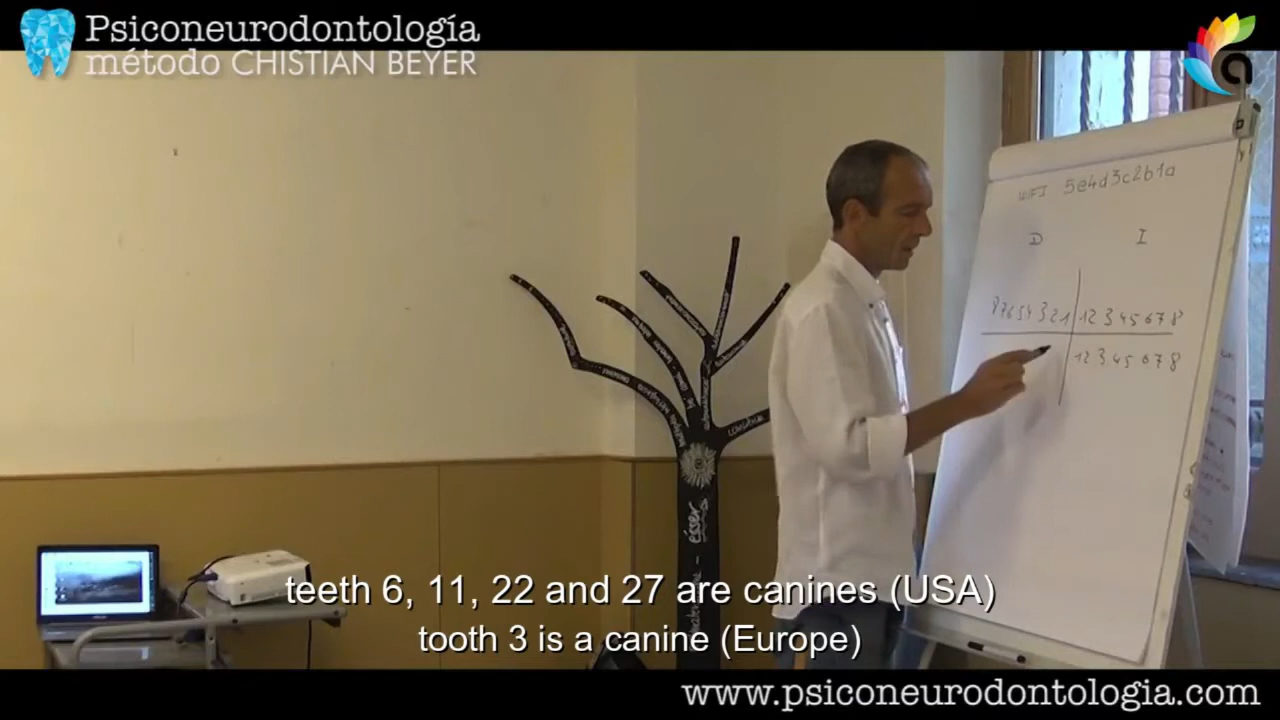 Psiconeurodontología
método CHISTIAN BEYER
a
WIFI 5e4d3c2b1a
D I
8 7 6 5 4 3 2 1 1 2 3 4 5 6 7 8
1 2 3 4 5 6 7 8
ésser
teeth 6, 11, 22 and 27 are canines (USA)
tooth 3 is a canine (Europe)
www.psiconeurodontologia.com